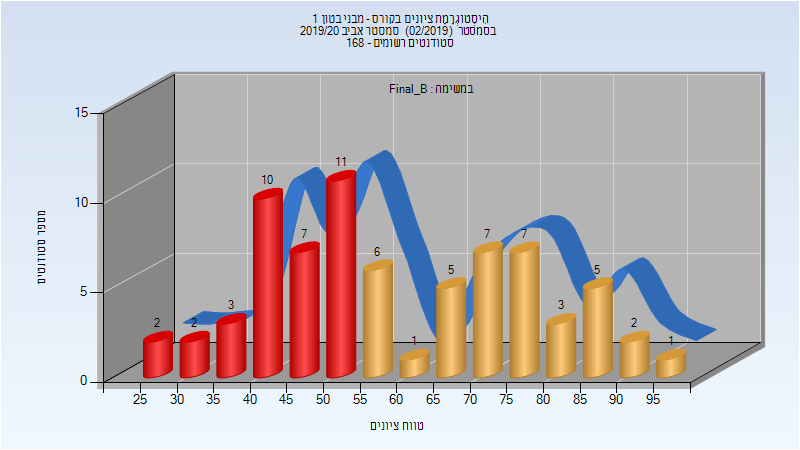 היסטוגרמת ציונים בקורס - מבני בטון 1
בסמסטר (02/2019) סמסטר אביב 2019/20
סטודנטים רשומים - 168
במשימה : Final_B
מספר סטודנטים
15
10
5
0
2
2
3
10
7
11
6
1
5
7
7
3
5
2
1
25 30 35 40 45 50 55 60 65 70 75 80 85 90 95
טווח ציונים